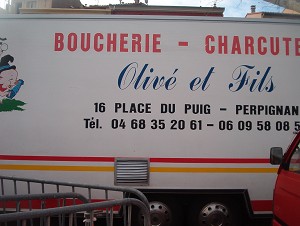 BOUCHERIE - CHARCUTE
Olivé et Fils
16 PLACE DU PUIG - PERPIGNAN
Tél. 04 68 35 20 61 - 06 09 58 08 5